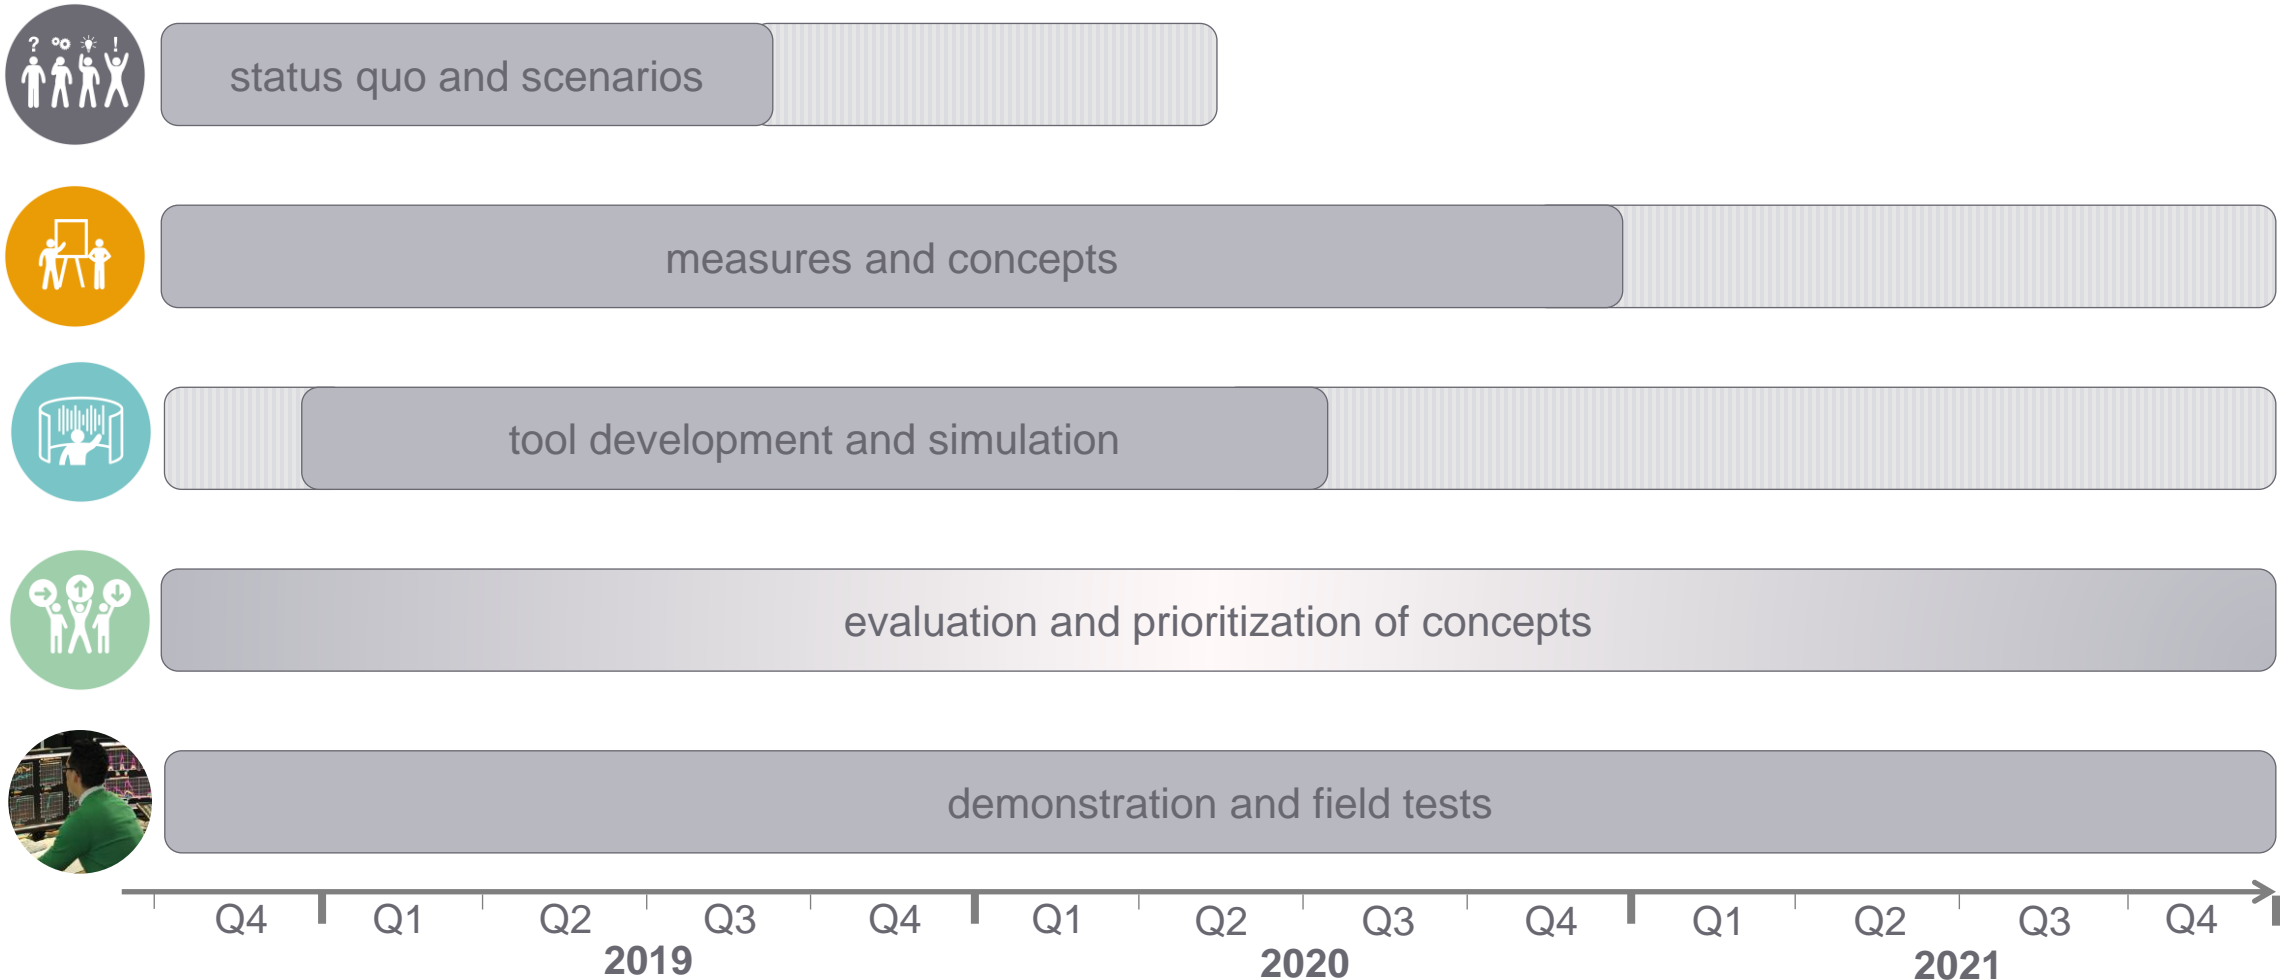 ? !
status quo and scenarios
measures and concepts
tool development and simulation
evaluation and prioritization of concepts
demonstration and field tests
Q4 Q1 Q2 Q3 Q4 Q1 Q2 Q3 Q4 Q1 Q2 Q3 Q4
2019 2020 2021